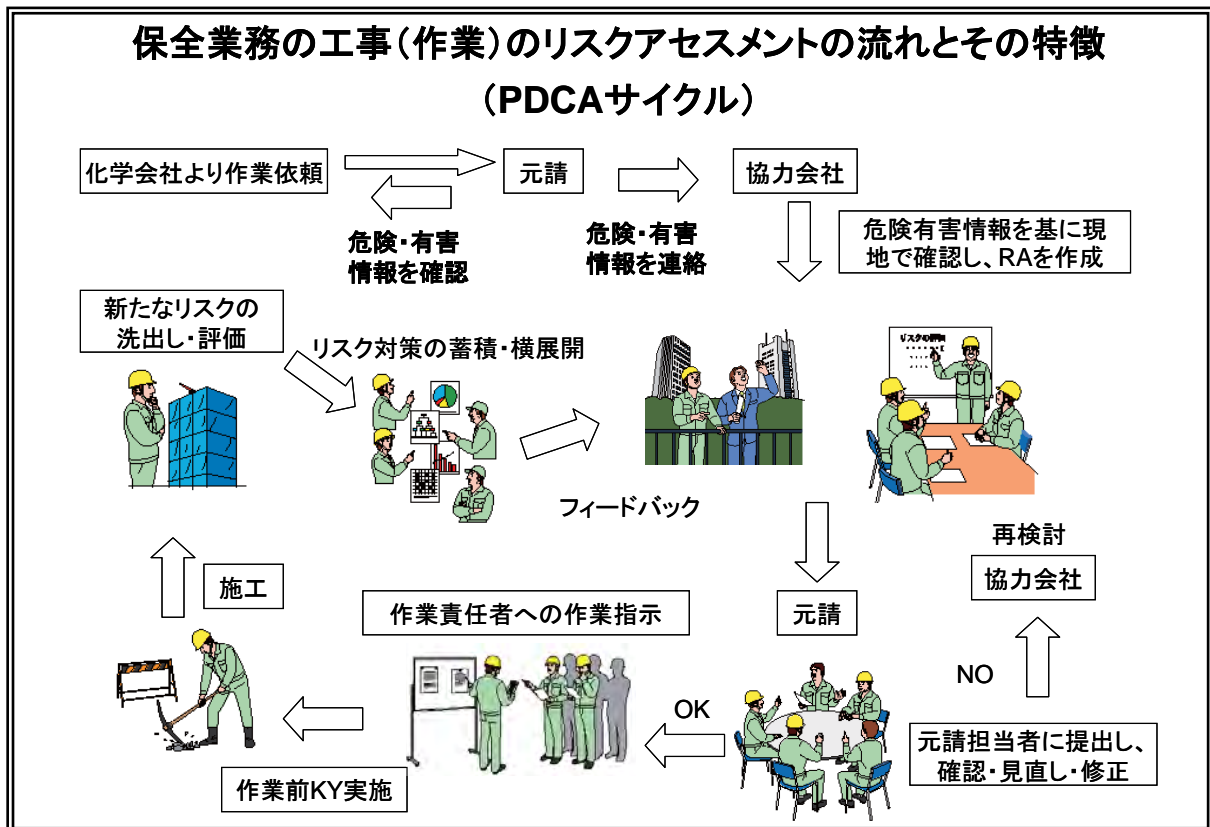 保全業務の工事(作業)のリスクアセスメントの流れとその特徴
(PDCAサイクル)
化学会社より作業依頼
元請
協力会社
危険・有害
情報を確認
危険・有害
情報を連絡
危険有害情報を基に現
地で確認し、RAを作成
新たなリスクの
洗出し・評価
リスク対策の蓄積・横展開
リスクの評価
フィードバック
再検討
協力会社
施工
作業責任者への作業指示
元請
NO
OK
元請担当者に提出し、
確認・見直し・修正
作業前KY実施